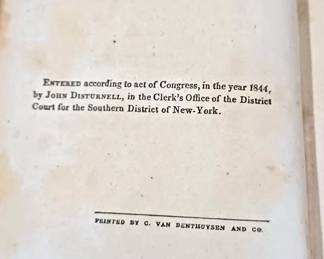 ENTERED according to act of Congress, in the year 1844,
by JOHN DISTURNELL, in the Clerk's Office of the District
Court for the Southern District of New-York.
PRINTED BY C. VAN BENTHUYSEN AND CO.